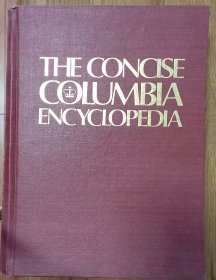 THE CONCISE
COLUMBIA
ENCYCLOPEDIA